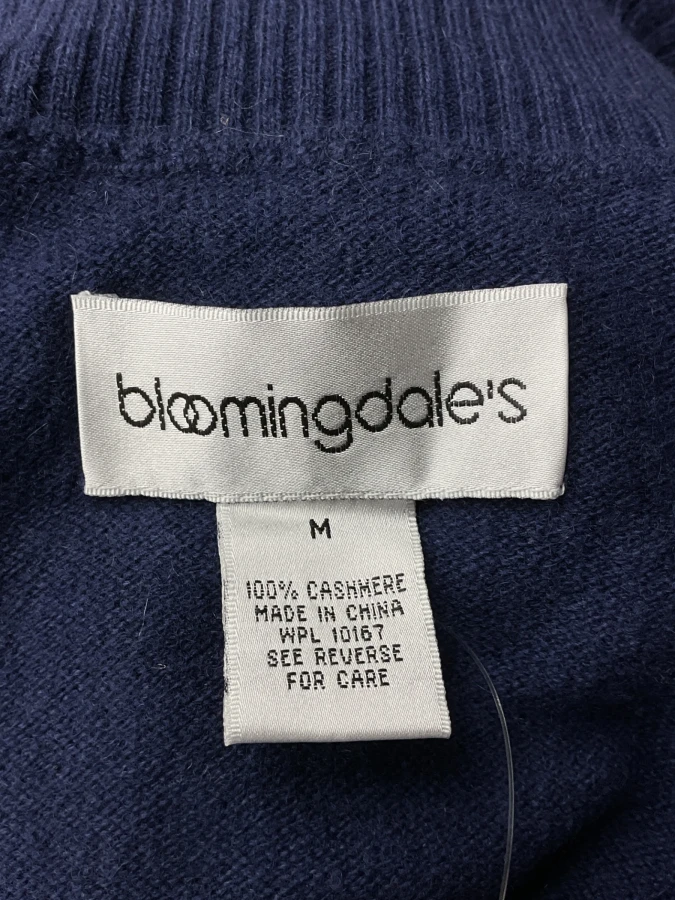 bloomingdale's
M
100% CASHMERE
MADE IN CHINA
WPL 10167
SEE REVERSE
FOR CARE